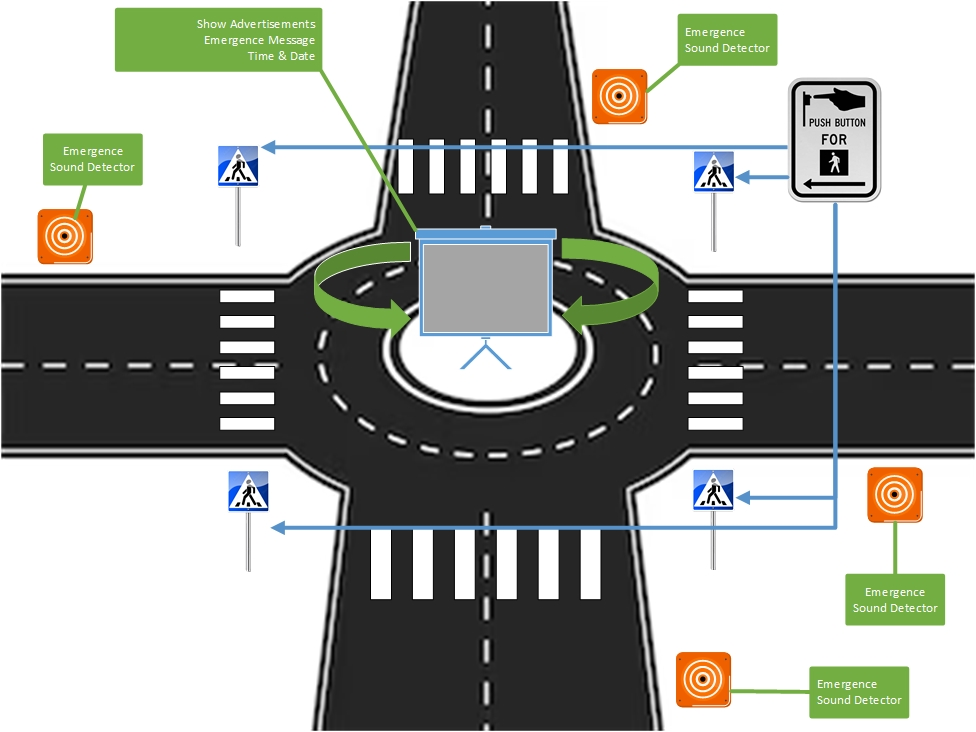 Show Advertisements
Emergence Message
Time & Date
Emergence
Sound Detector
PUSH BUTTON
FOR
Emergence
Sound Detector
Emergence
Sound Detector
Emergence
Sound Detector